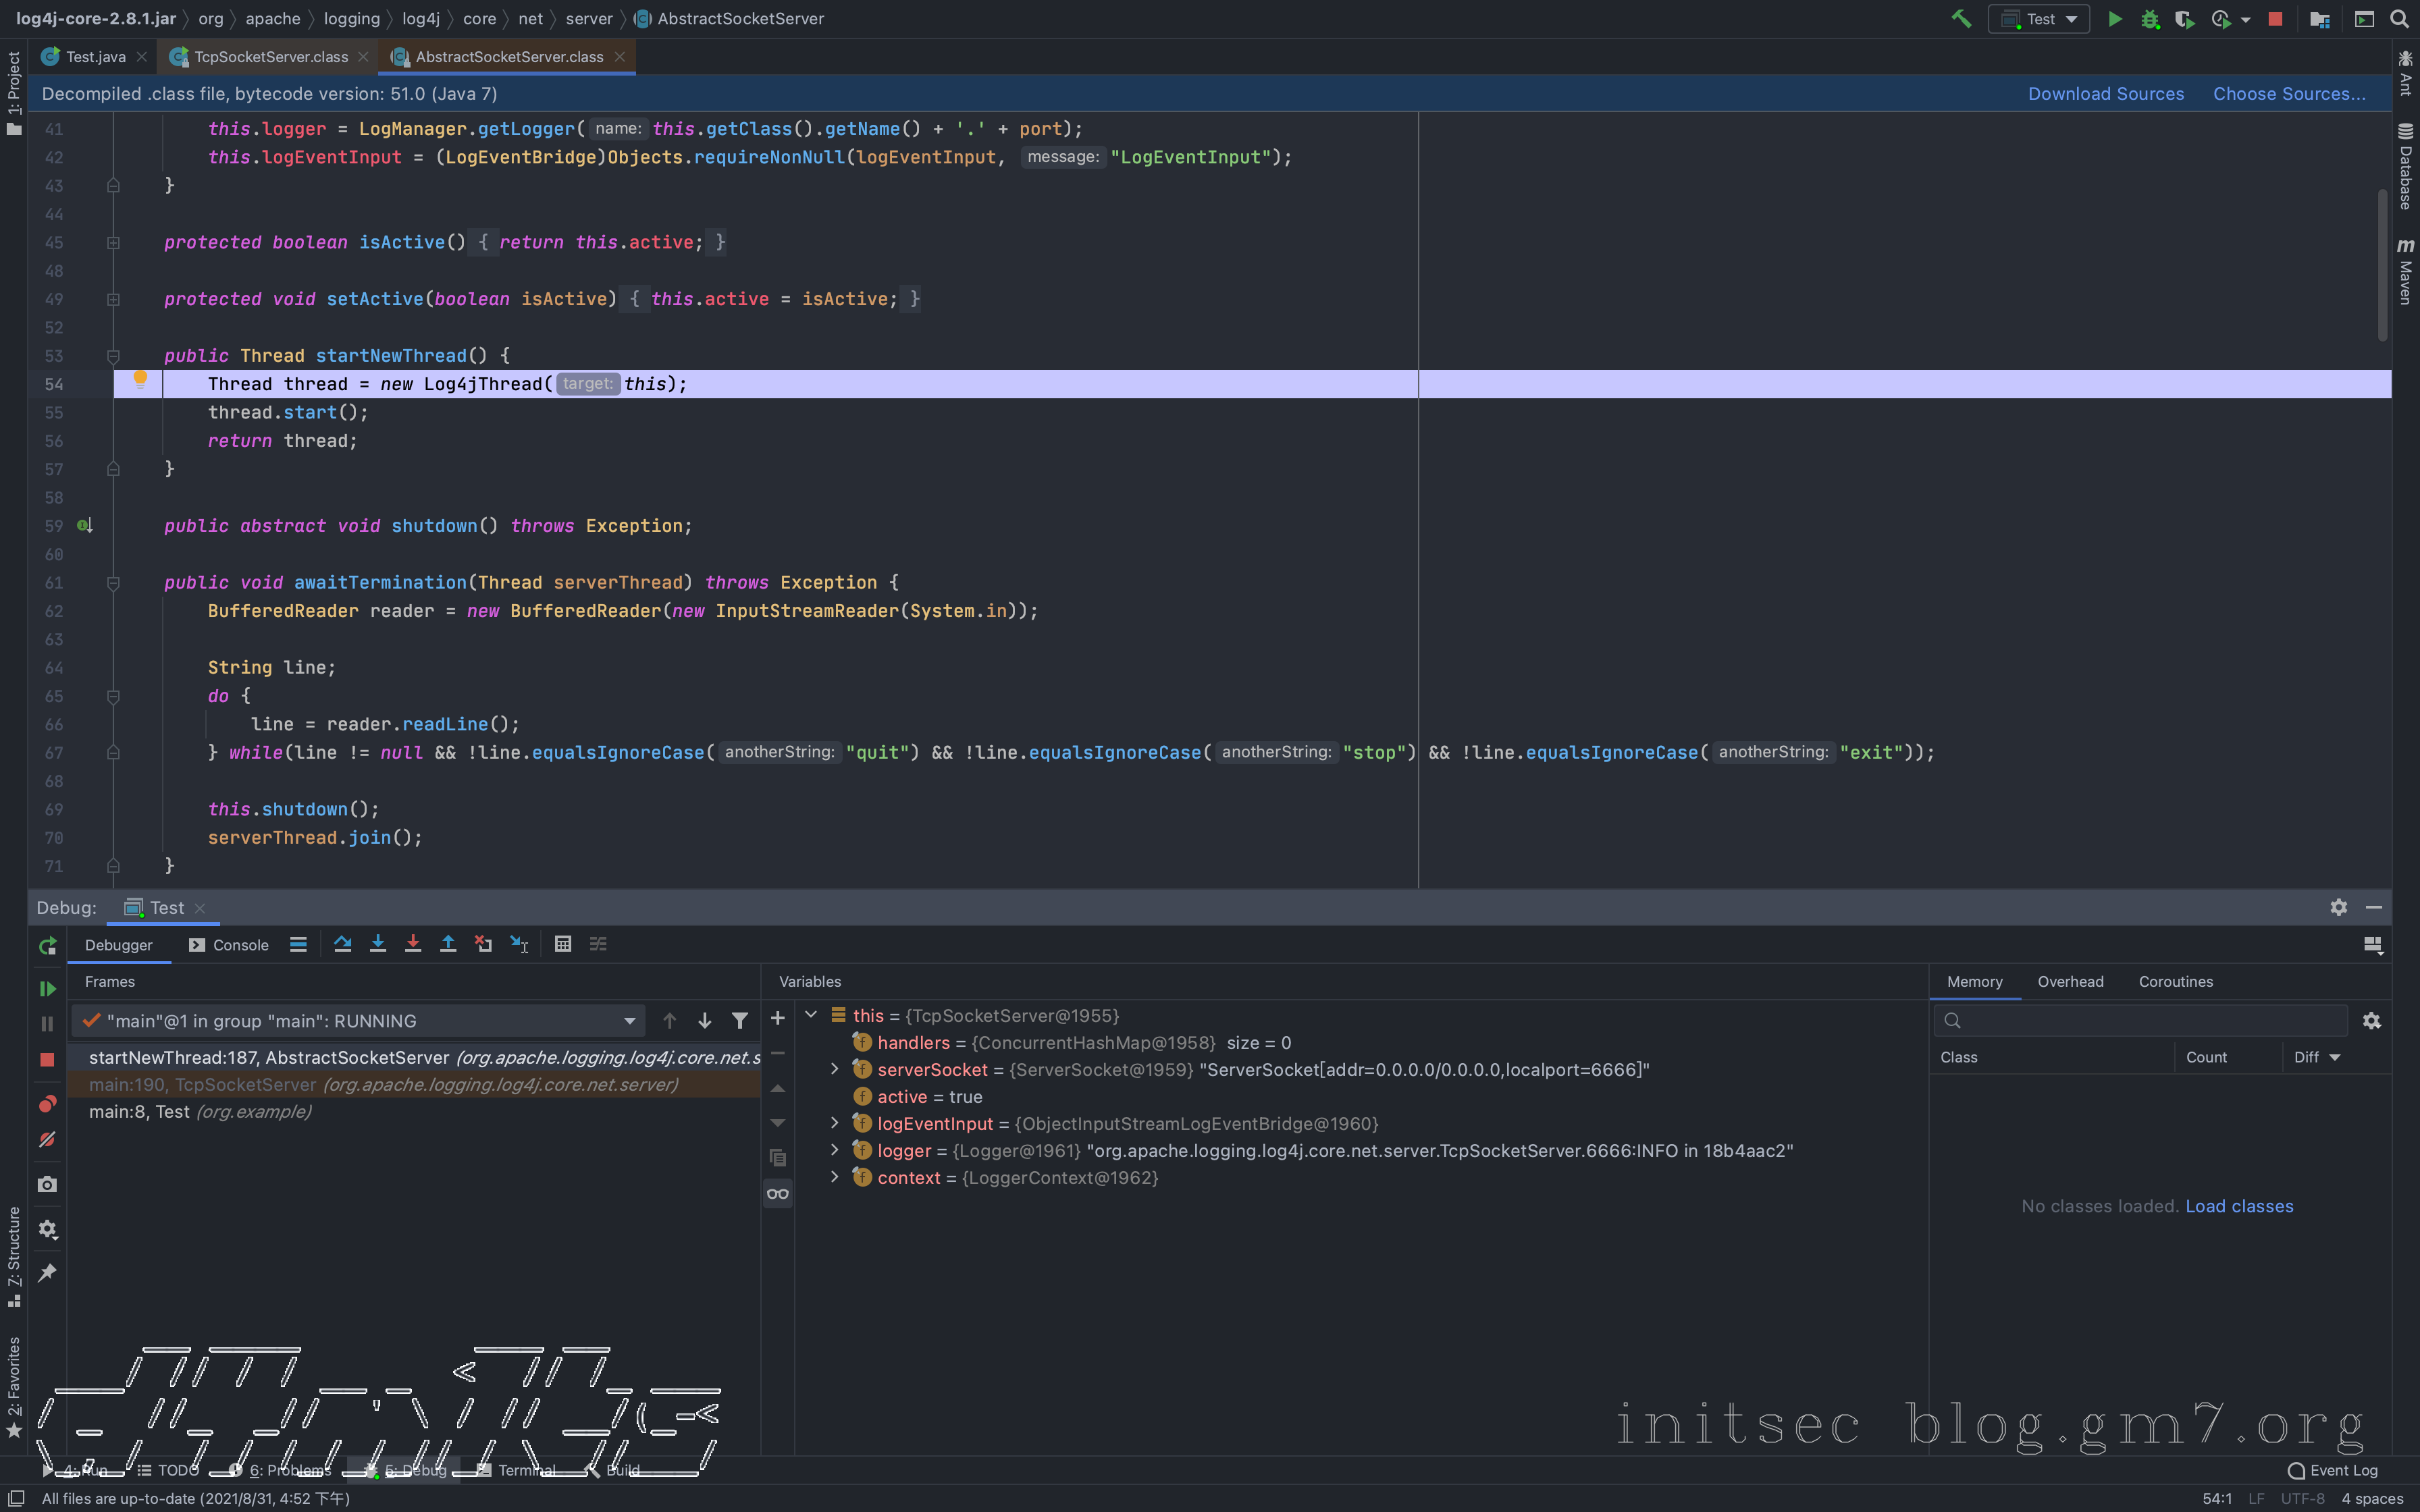 log4j-core-2.8.1.jar org apache logging log4j core net server AbstractSocketServer
Test
Test.java TcpSocketServer.class AbstractSocketServer.class
Decompiled .class file, bytecode version: 51.0 (Java 7)
Download Sources Choose Sources...
1: Project
7: Structure
2: Favorites
Ant
Database
Maven
41 this.logger = LogManager.getLogger( name: this.getClass().getName() + '.' + port);
42 this.logEventInput = (LogEventBridge)Objects.requireNonNull(logEventInput, message: "LogEventInput");
43 }
44
45 protected boolean isActive() { return this.active; }
48
49 protected void setActive(boolean isActive) { this.active = isActive; }
52
53 public Thread startNewThread() {
54 Thread thread = new Log4jThread( target: this);
55 thread.start();
56 return thread;
57 }
58
59 public abstract void shutdown() throws Exception;
60
61 public void awaitTermination(Thread serverThread) throws Exception {
62 BufferedReader reader = new BufferedReader(new InputStreamReader(System.in));
63
64 String line;
65 do {
66 line = reader.readLine();
67 } while(line != null && !line.equalsIgnoreCase( anotherString: "quit") && !line.equalsIgnoreCase( anotherString: "stop") && !line.equalsIgnoreCase( anotherString: "exit"));
68
69 this.shutdown();
70 serverThread.join();
71 }
Debug: Test
Debugger Console
Frames
"main"@1 in group "main": RUNNING
startNewThread:187, AbstractSocketServer (org.apache.logging.log4j.core.net.s
main:190, TcpSocketServer (org.apache.logging.log4j.core.net.server)
main:8, Test (org.example)
Variables
this = {TcpSocketServer@1955}
handlers = {ConcurrentHashMap@1958} size = 0
serverSocket = {ServerSocket@1959} "ServerSocket[addr=0.0.0.0/0.0.0.0,localport=6666]"
active = true
logEventInput = {ObjectInputStreamLogEventBridge@1960}
logger = {Logger@1961} "org.apache.logging.log4j.core.net.server.TcpSocketServer.6666:INFO in 18b4aac2"
context = {LoggerContext@1962}
Memory Overhead Coroutines
Class Count Diff
No classes loaded. Load classes
initsec blog.gm7.org
4: Run TODO 6: Problems 5: Debug Terminal Build
Event Log
All files are up-to-date (2021/8/31, 4:52 下午)
54:1 LF UTF-8 4 spaces